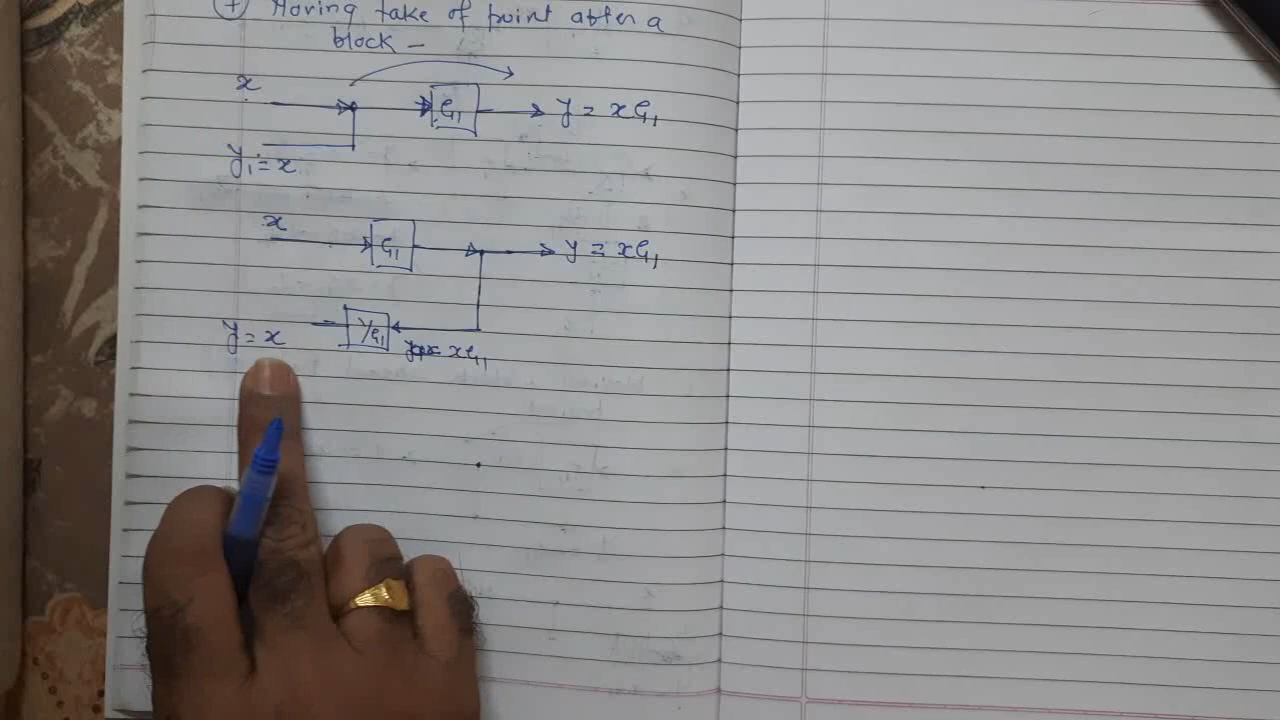 Moving take of point after a
block -
x
G1 y = xG1
y1 = x
x
G1 y = xG1
y = x 1/G1 xG1